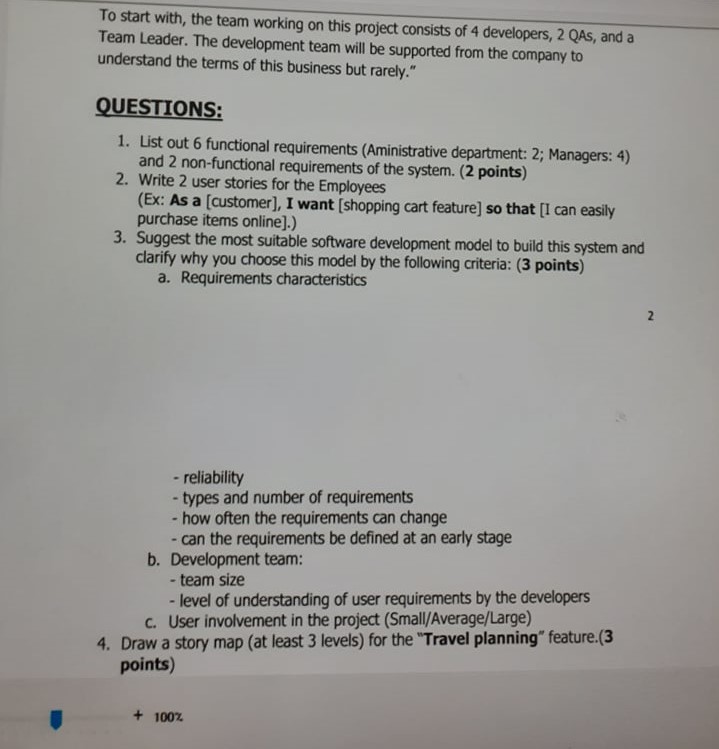 To start with, the team working on this project consists of 4 developers, 2 QAs, and a
Team Leader. The development team will be supported from the company to
understand the terms of this business but rarely."
QUESTIONS:
1. List out 6 functional requirements (Aministrative department: 2; Managers: 4)
and 2 non-functional requirements of the system. (2 points)
2. Write 2 user stories for the Employees
(Ex: As a [customer], I want [shopping cart feature] so that [I can easily
purchase items online].)
3. Suggest the most suitable software development model to build this system and
clarify why you choose this model by the following criteria: (3 points)
a. Requirements characteristics
2
- reliability
- types and number of requirements
- how often the requirements can change
- can the requirements be defined at an early stage
b. Development team:
- team size
- level of understanding of user requirements by the developers
c. User involvement in the project (Small/Average/Large)
4. Draw a story map (at least 3 levels) for the "Travel planning" feature.(3
points)
+ 100%